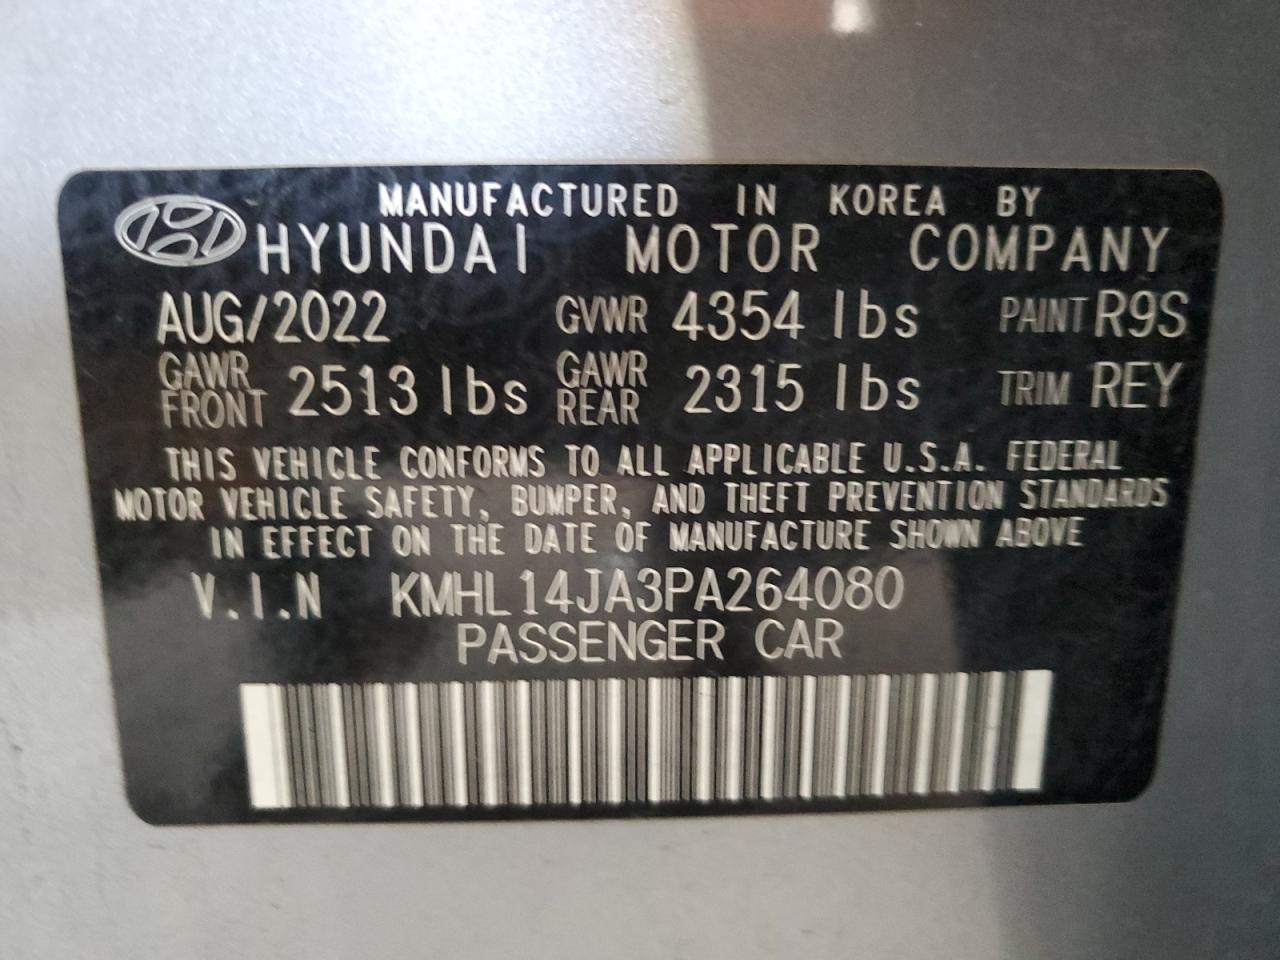 MANUFACTURED IN KOREA BY
HYUNDAI MOTOR COMPANY
AUG/2022 GVWR 4354 lbs PAINT R9S
GAWR FRONT 2513 lbs GAWR REAR 2315 lbs TRIM REY
THIS VEHICLE CONFORMS TO ALL APPLICABLE U.S.A. FEDERAL
MOTOR VEHICLE SAFETY, BUMPER, AND THEFT PREVENTION STANDARDS
IN EFFECT ON THE DATE OF MANUFACTURE SHOWN ABOVE
V.I.N KMHL14JA3PA264080
PASSENGER CAR